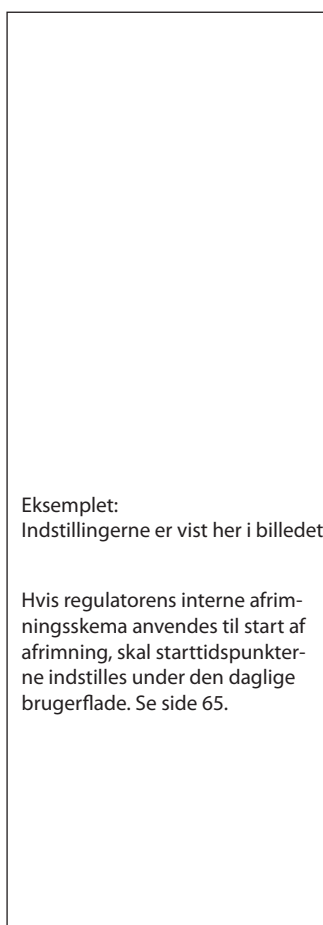 Eksemplet:
Indstillingerne er vist her i billedet
Hvis regulatorens interne afrim-
ningsskema anvendes til start af
afrimning, skal starttidspunkter-
ne indstilles under den daglige
brugerflade. Se side 65.